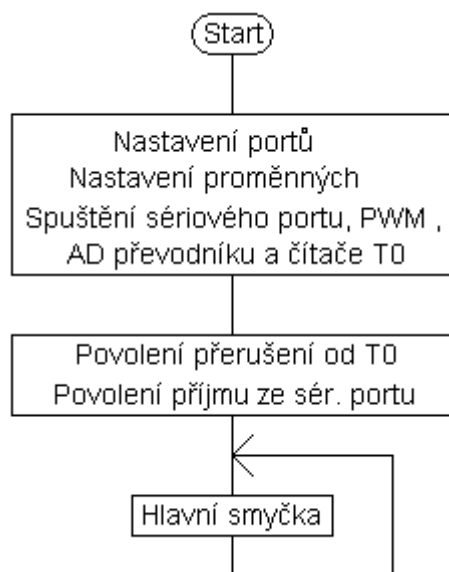 Start
Nastavení portů
Nastavení proměnných
Spuštění sériového portu, PWM ,
AD převodníku a čítače T0
Povolení přerušení od T0
Povolení příjmu ze sér. portu
Hlavní smyčka